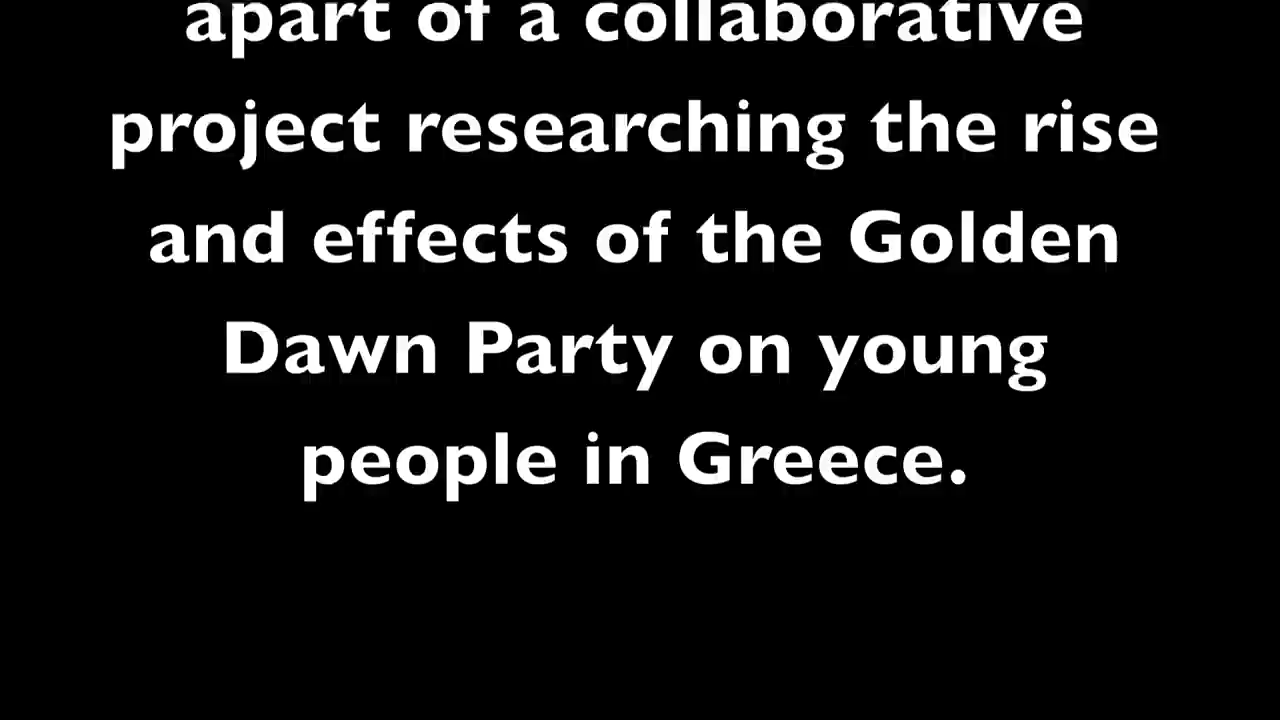 apart of a collaborative
project researching the rise
and effects of the Golden
Dawn Party on young
people in Greece.